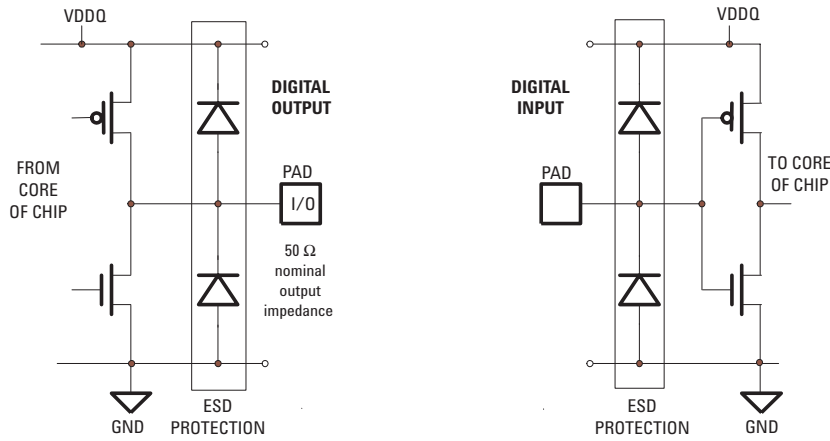 VDDQ
DIGITAL
OUTPUT
FROM
CORE
OF CHIP
PAD
I/O
50 Ω
nominal
output
impedance
GND
ESD
PROTECTION
VDDQ
DIGITAL
INPUT
PAD
TO CORE
OF CHIP
ESD
PROTECTION
GND